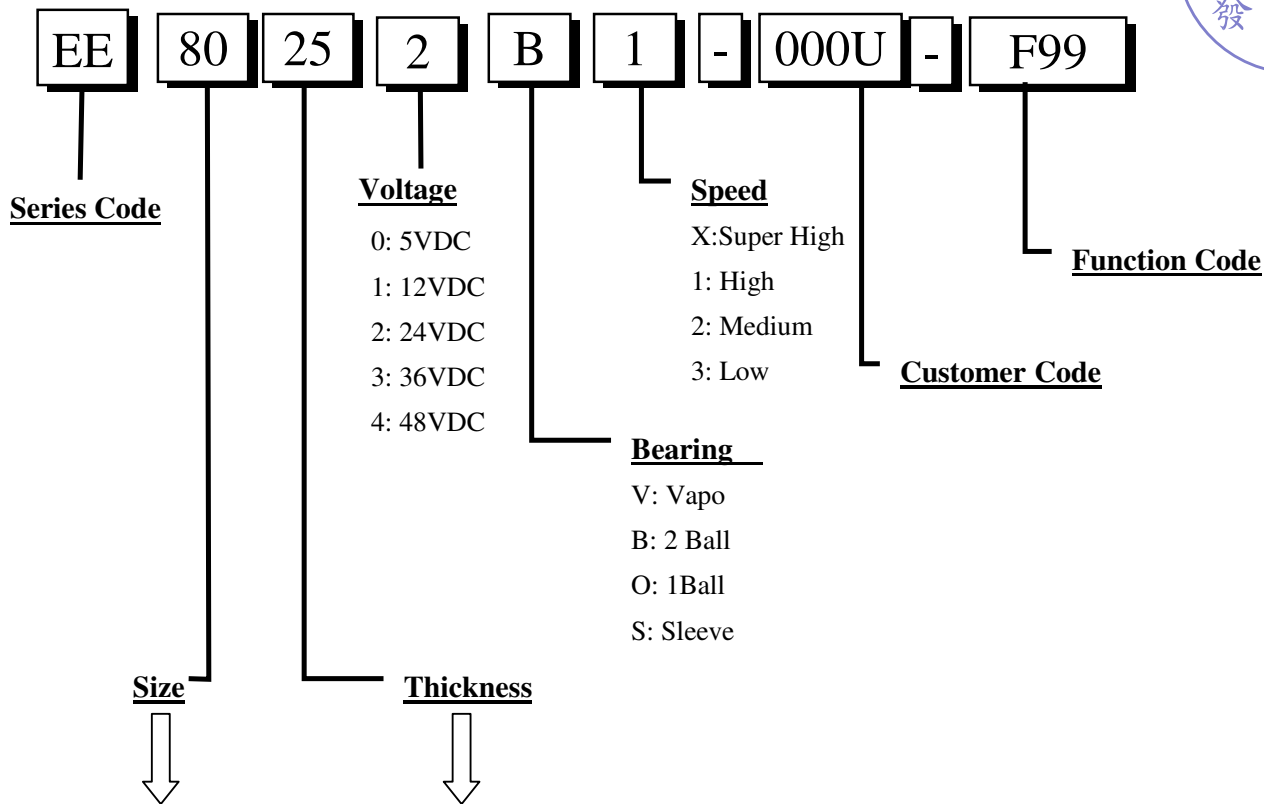 EE 80 25 2 B 1 - 000U - F99
發
Series Code
Voltage
0: 5VDC
1: 12VDC
2: 24VDC
3: 36VDC
4: 48VDC
Speed
X:Super High
1: High
2: Medium
3: Low
Function Code
Customer Code
Bearing
V: Vapo
B: 2 Ball
O: 1Ball
S: Sleeve
Size
Thickness